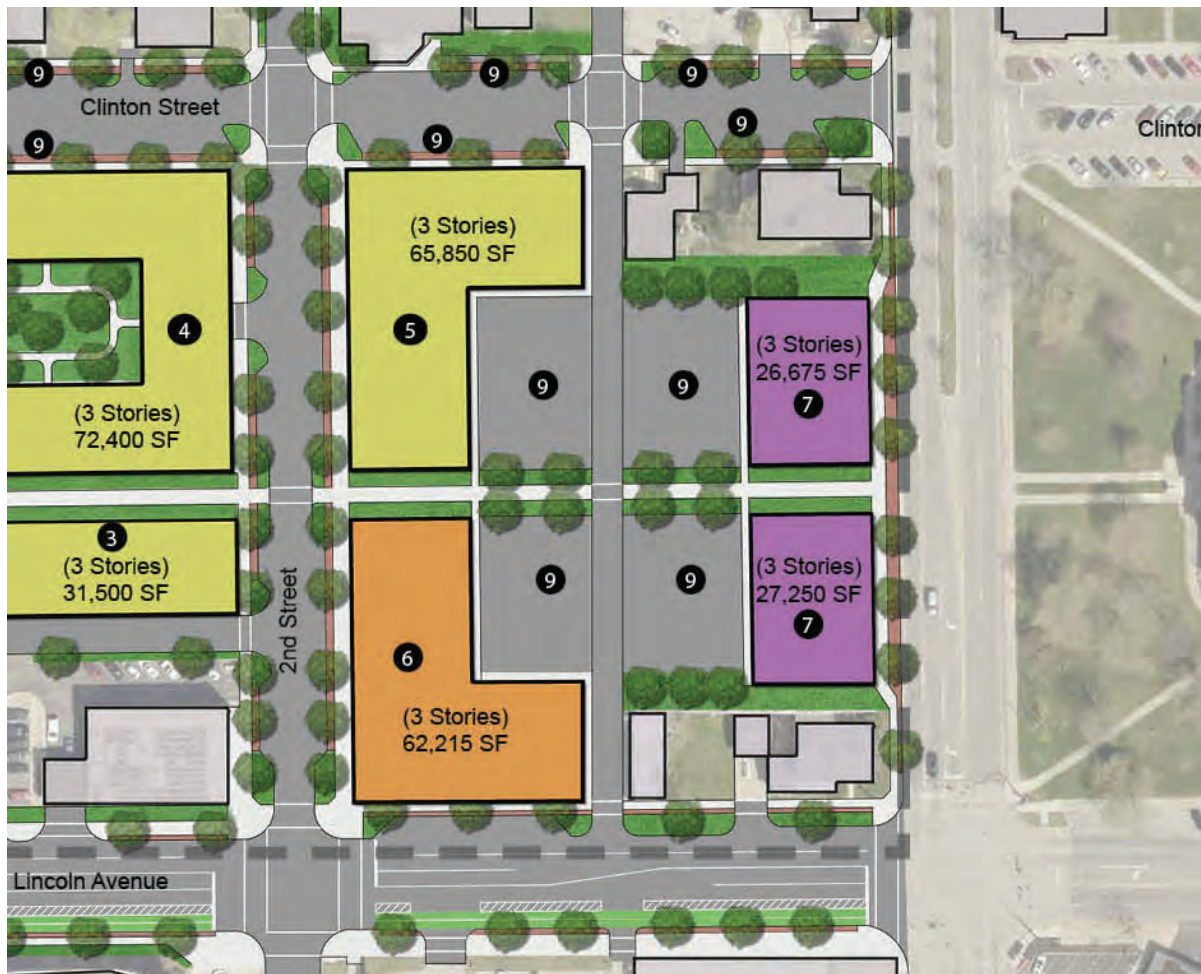 9
9
9
Clinton Street
9
9
9
Clinton
(3 Stories)
65,850 SF
4
5
(3 Stories)
26,675 SF
7
9
9
(3 Stories)
72,400 SF
3
(3 Stories)
31,500 SF
2nd Street
9
9
(3 Stories)
27,250 SF
7
6
(3 Stories)
62,215 SF
Lincoln Avenue